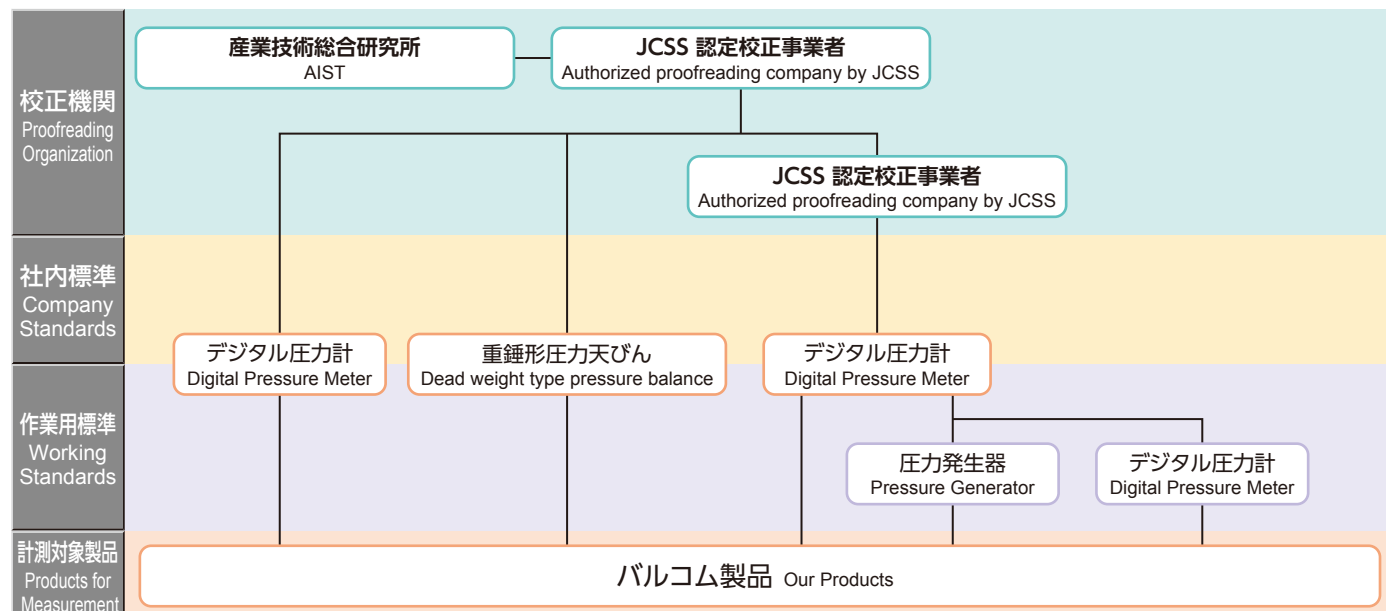 校正機関
Proofreading
Organization
産業技術総合研究所
AIST
JCSS 認定校正事業者
Authorized proofreading company by JCSS
JCSS 認定校正事業者
Authorized proofreading company by JCSS
社内標準
Company
Standards
デジタル圧力計
Digital Pressure Meter
重錘形圧力天びん
Dead weight type pressure balance
デジタル圧力計
Digital Pressure Meter
作業用標準
Working
Standards
圧力発生器
Pressure Generator
デジタル圧力計
Digital Pressure Meter
計測対象製品
Products for
Measurement
バルコム製品 Our Products